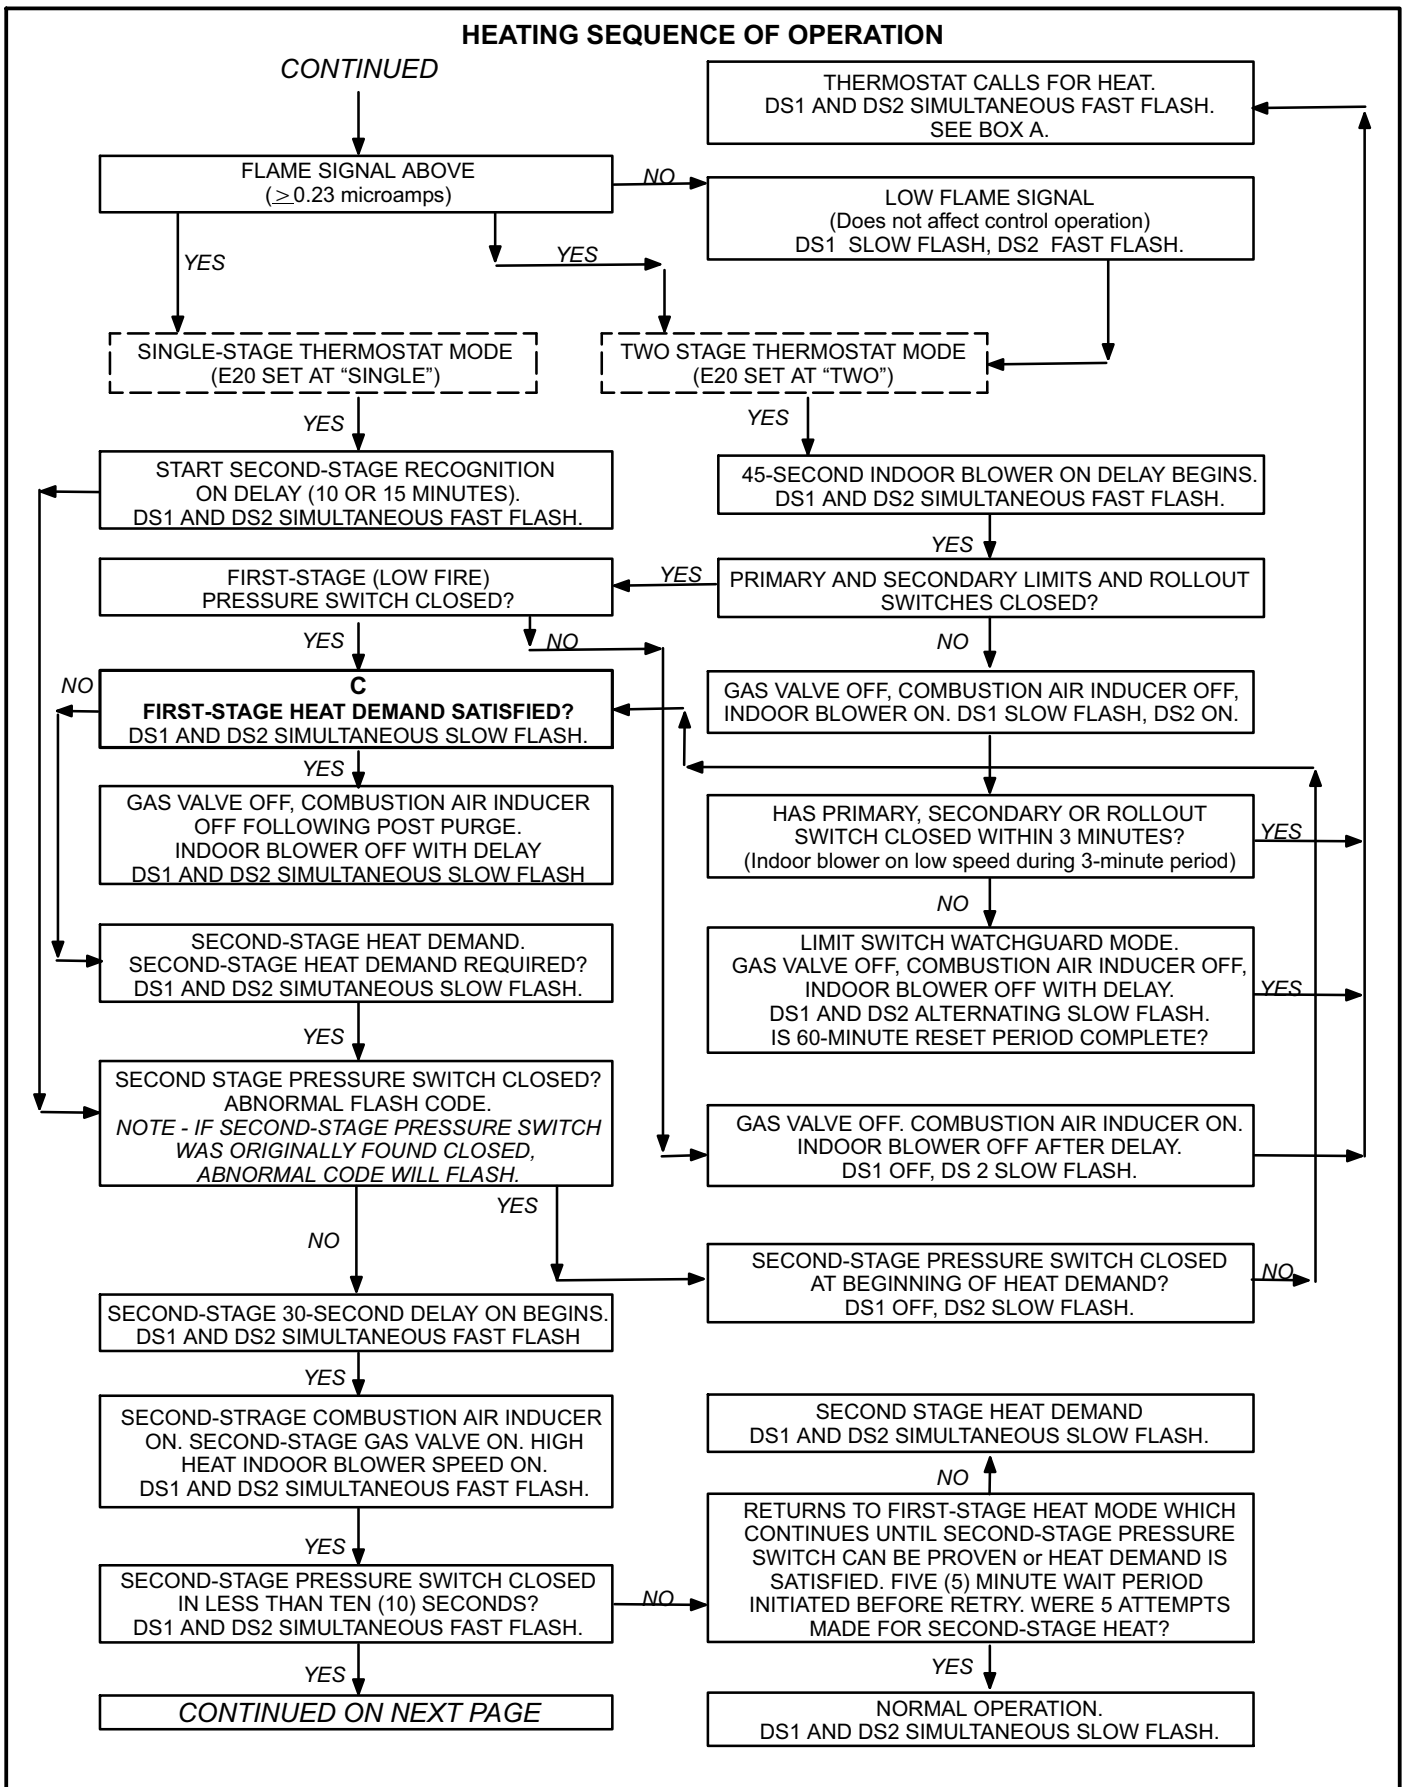 HEATING SEQUENCE OF OPERATION
CONTINUED
THERMOSTAT CALLS FOR HEAT.
DS1 AND DS2 SIMULTANEOUS FAST FLASH.
SEE BOX A.
FLAME SIGNAL ABOVE
(≥0.23 microamps)
NO
LOW FLAME SIGNAL
(Does not affect control operation)
DS1 SLOW FLASH, DS2 FAST FLASH.
YES
YES
SINGLE-STAGE THERMOSTAT MODE
(E20 SET AT “SINGLE”)
TWO STAGE THERMOSTAT MODE
(E20 SET AT “TWO”)
YES
YES
START SECOND-STAGE RECOGNITION
ON DELAY (10 OR 15 MINUTES).
DS1 AND DS2 SIMULTANEOUS FAST FLASH.
45-SECOND INDOOR BLOWER ON DELAY BEGINS.
DS1 AND DS2 SIMULTANEOUS FAST FLASH.
YES
FIRST-STAGE (LOW FIRE)
PRESSURE SWITCH CLOSED?
YES
PRIMARY AND SECONDARY LIMITS AND ROLLOUT
SWITCHES CLOSED?
YES
NO
NO
NO
C
FIRST-STAGE HEAT DEMAND SATISFIED?
DS1 AND DS2 SIMULTANEOUS SLOW FLASH.
GAS VALVE OFF, COMBUSTION AIR INDUCER OFF,
INDOOR BLOWER ON. DS1 SLOW FLASH, DS2 ON.
YES
GAS VALVE OFF, COMBUSTION AIR INDUCER
OFF FOLLOWING POST PURGE.
INDOOR BLOWER OFF WITH DELAY
DS1 AND DS2 SIMULTANEOUS SLOW FLASH
HAS PRIMARY, SECONDARY OR ROLLOUT
SWITCH CLOSED WITHIN 3 MINUTES?
(Indoor blower on low speed during 3-minute period)
YES
NO
SECOND-STAGE HEAT DEMAND.
SECOND-STAGE HEAT DEMAND REQUIRED?
DS1 AND DS2 SIMUTANEOUS SLOW FLASH.
LIMIT SWITCH WATCHGUARD MODE.
GAS VALVE OFF, COMBUSTION AIR INDUCER OFF,
INDOOR BLOWER OFF WITH DELAY.
DS1 AND DS2 ALTERNATING SLOW FLASH.
IS 60-MINUTE RESET PERIOD COMPLETE?
YES
YES
SECOND STAGE PRESSURE SWITCH CLOSED?
ABNORMAL FLASH CODE.
NOTE - IF SECOND-STAGE PRESSURE SWITCH
WAS ORIGINALLY FOUND CLOSED,
ABNORMAL CODE WILL FLASH.
GAS VALVE OFF. COMBUSTION AIR INDUCER ON.
INDOOR BLOWER OFF AFTER DELAY.
DS1 OFF, DS 2 SLOW FLASH.
YES
NO
SECOND-STAGE PRESSURE SWITCH CLOSED
AT BEGINNING OF HEAT DEMAND?
DS1 OFF, DS2 SLOW FLASH.
NO
SECOND-STAGE 30-SECOND DELAY ON BEGINS.
DS1 AND DS2 SIMULTANEOUS FAST FLASH
YES
SECOND-STRAGE COMBUSTION AIR INDUCER
ON. SECOND-STAGE GAS VALVE ON. HIGH
HEAT INDOOR BLOWER SPEED ON.
DS1 AND DS2 SIMULTANEOUS FAST FLASH.
SECOND STAGE HEAT DEMAND
DS1 AND DS2 SIMULTANEOUS SLOW FLASH.
NO
YES
RETURNS TO FIRST-STAGE HEAT MODE WHICH
CONTINUES UNTIL SECOND-STAGE PRESSURE
SWITCH CAN BE PROVEN or HEAT DEMAND IS
SATISFIED. FIVE (5) MINUTE WAIT PERIOD
INITIATED BEFORE RETRY. WERE 5 ATTEMPTS
MADE FOR SECOND-STAGE HEAT?
SECOND-STAGE PRESSURE SWITCH CLOSED
IN LESS THAN TEN (10) SECONDS?
DS1 AND DS2 SIMULTANEOUS FAST FLASH.
NO
YES
YES
CONTINUED ON NEXT PAGE
NORMAL OPERATION.
DS1 AND DS2 SIMULTANEOUS SLOW FLASH.